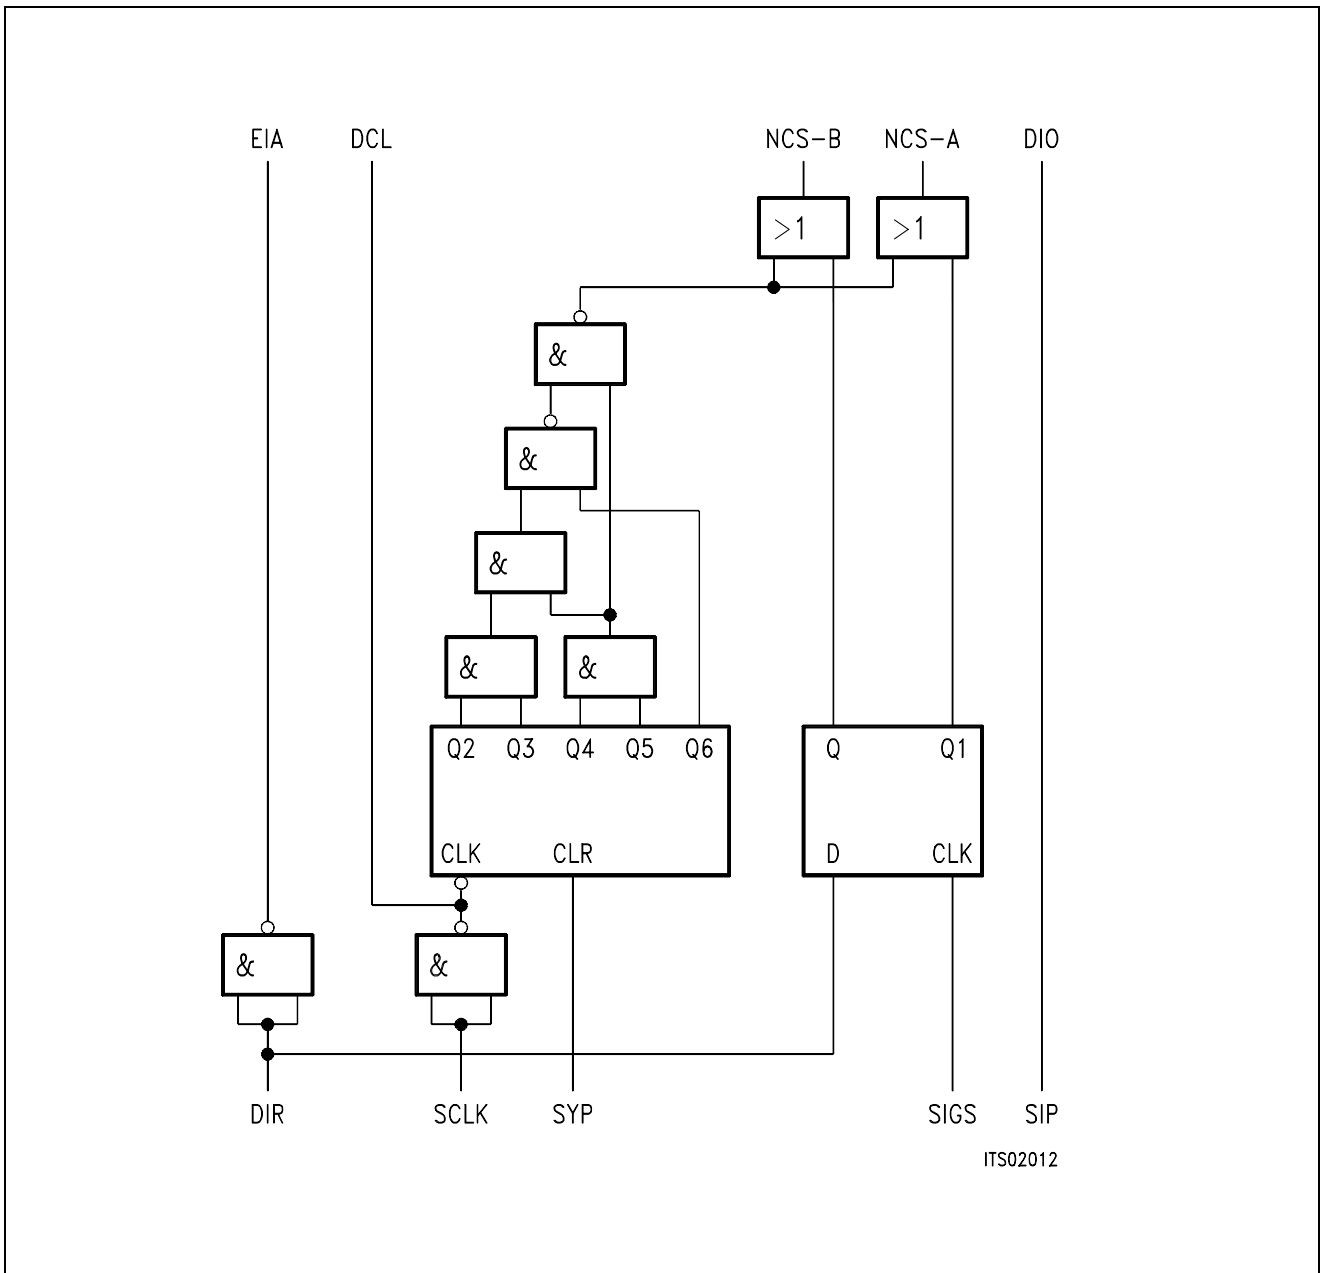 EIA DCL NCS-B NCS-A DIO
>1 >1
&
&
&
& &
Q2 Q3 Q4 Q5 Q6 Q Q1
CLK CLR D CLK
& &
DIR SCLK SYP SIGS SIP
ITS02012